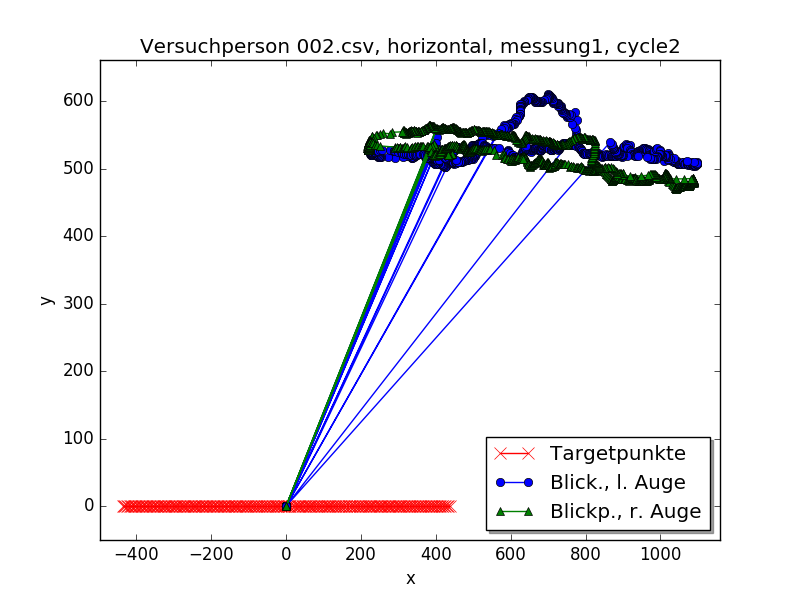 Versuchperson 002.csv, horizontal, messung1, cycle2
600
500
400
300
200
100
0
y
−400 −200 0 200 400 600 800 1000
x
Targetpunkte
Blick., l. Auge
Blickp., r. Auge